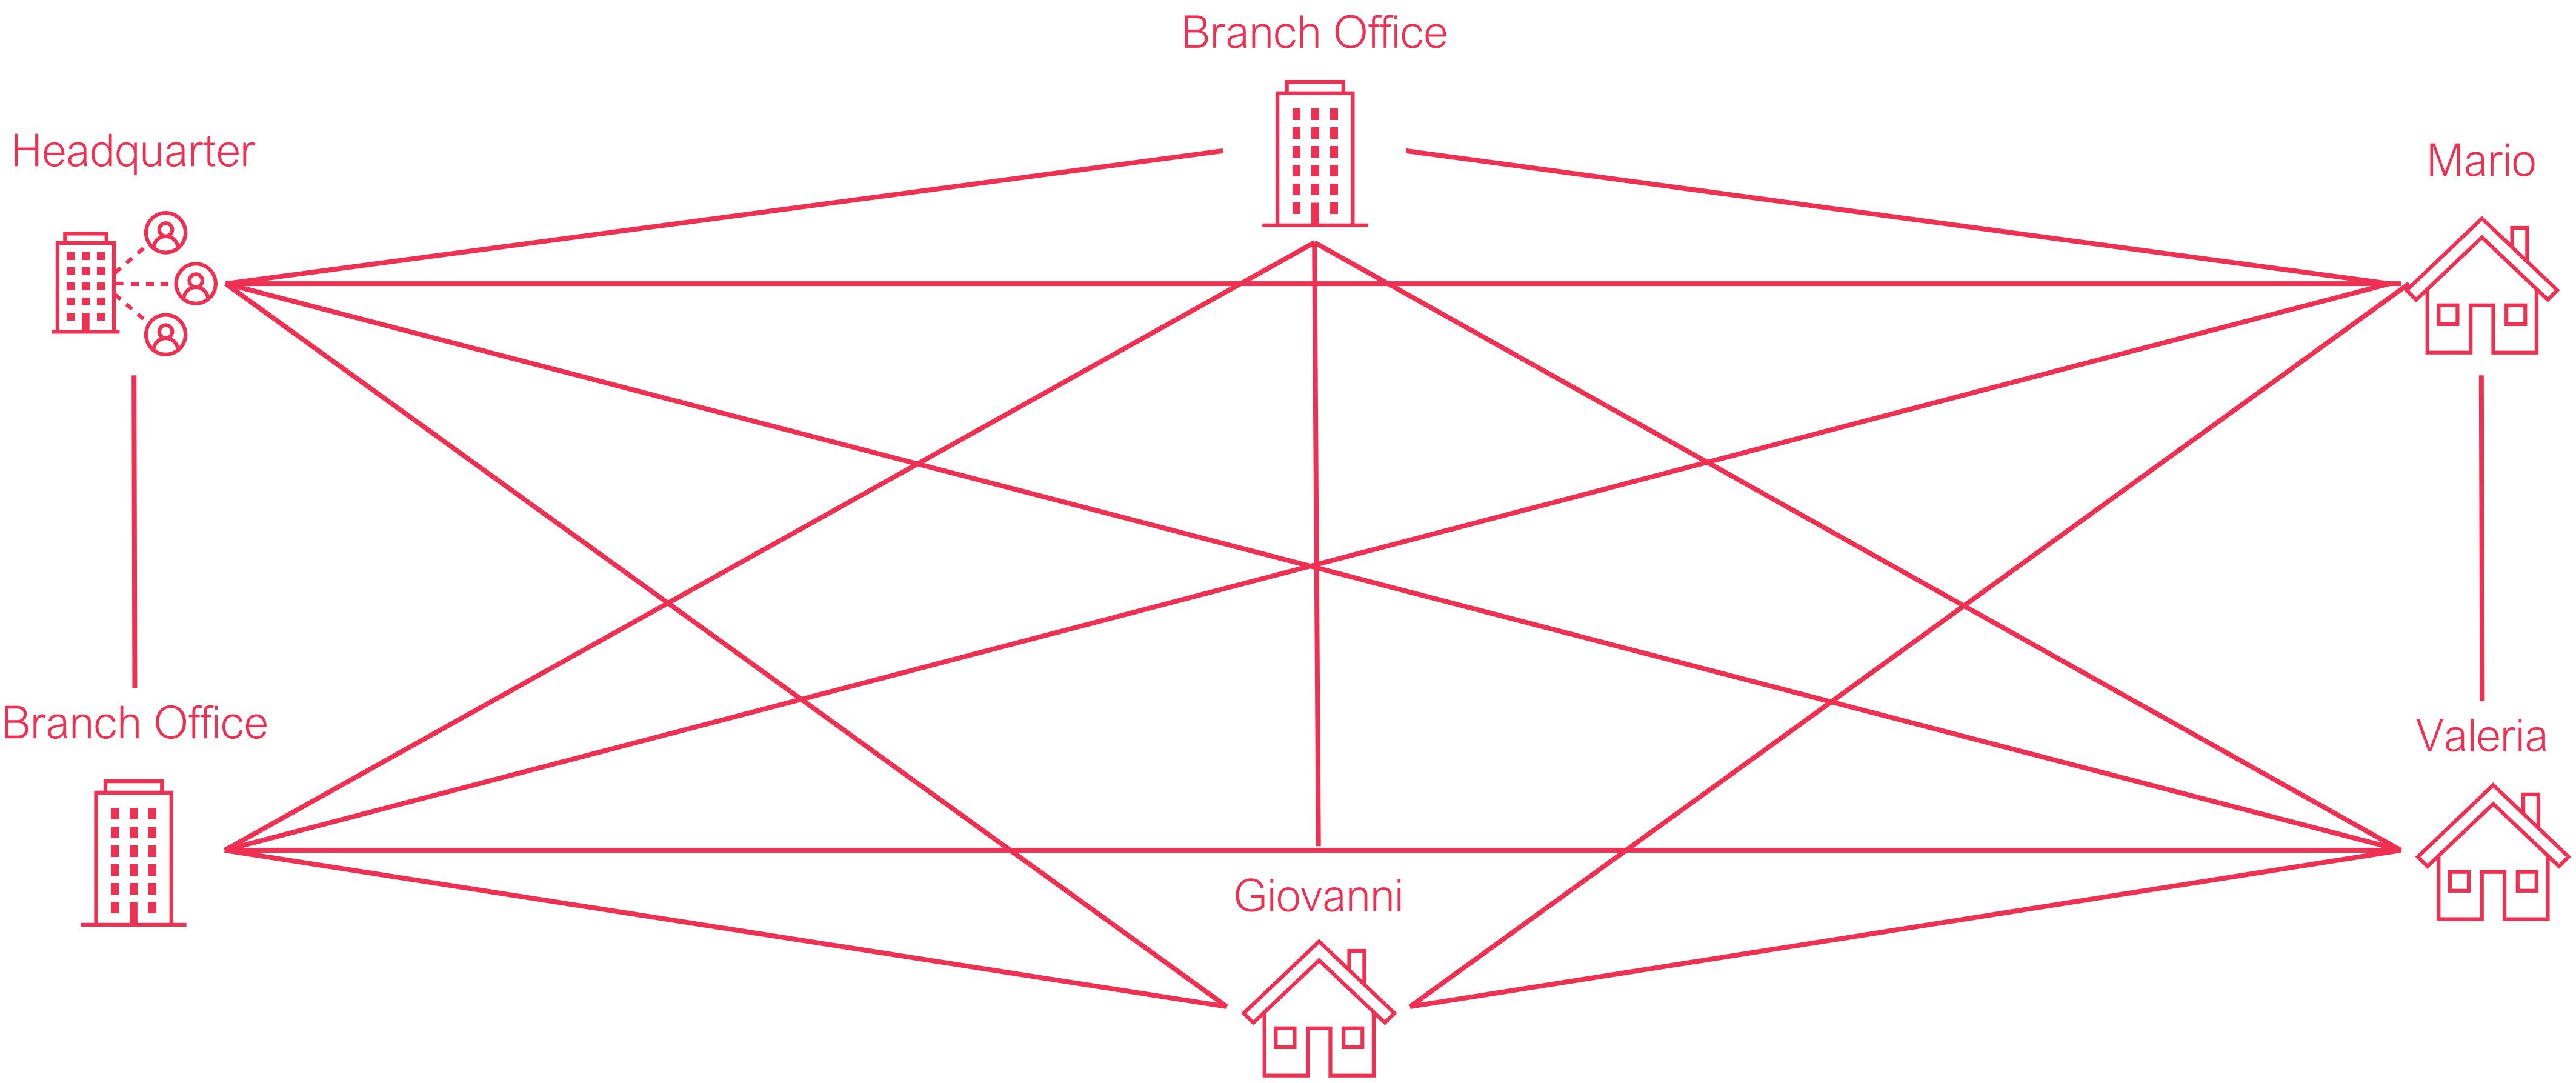 Branch Office
Headquarter
Mario
Branch Office
Valeria
Giovanni